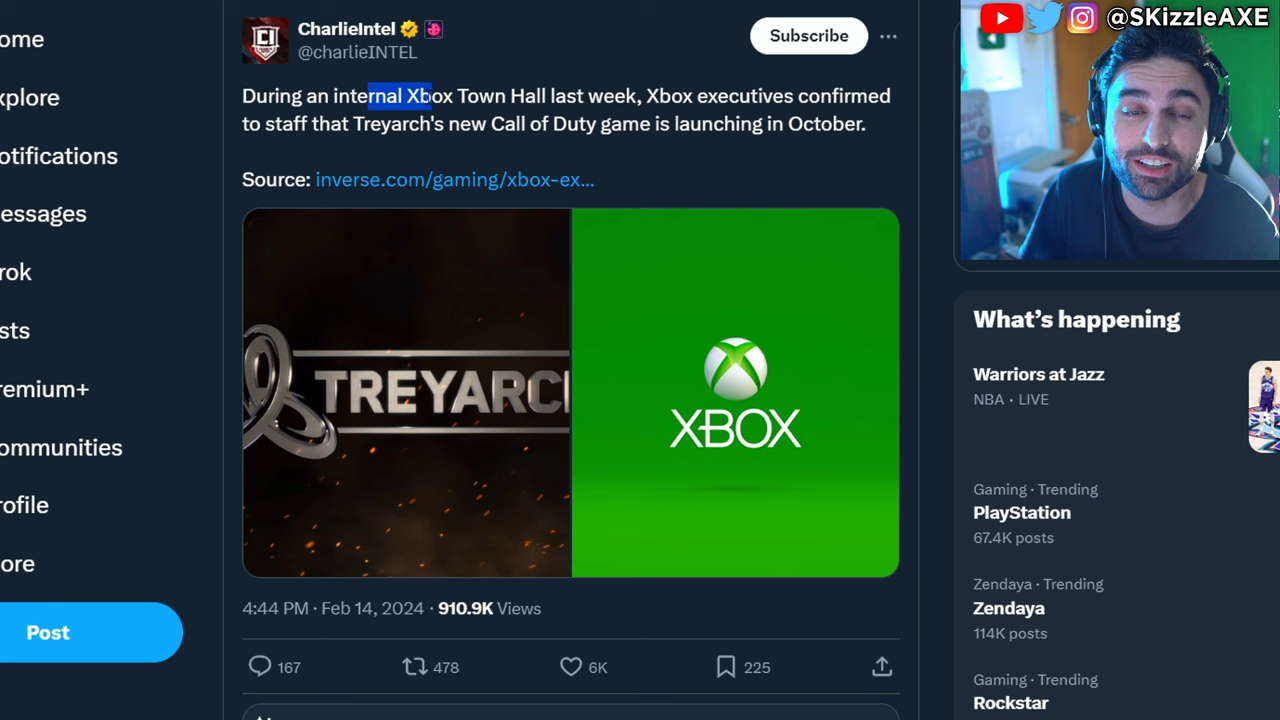 ome
xplore
otifications
essages
rok
sts
remium+
ommunities
rofile
ore
Post
CharlieIntel
@charlieINTEL
Subscribe
During an internal Xbox Town Hall last week, Xbox executives confirmed
to staff that Treyarch's new Call of Duty game is launching in October.
Source: inverse.com/gaming/xbox-ex...
CI
TREYARC
XBOX
4:44 PM · Feb 14, 2024 · 910.9K Views
167 478 6K 225
@SKizzleAXE
What's happening
Warriors at Jazz
NBA · LIVE
Gaming · Trending
PlayStation
67.4K posts
Zendaya · Trending
Zendaya
114K posts
Gaming · Trending
Rockstar